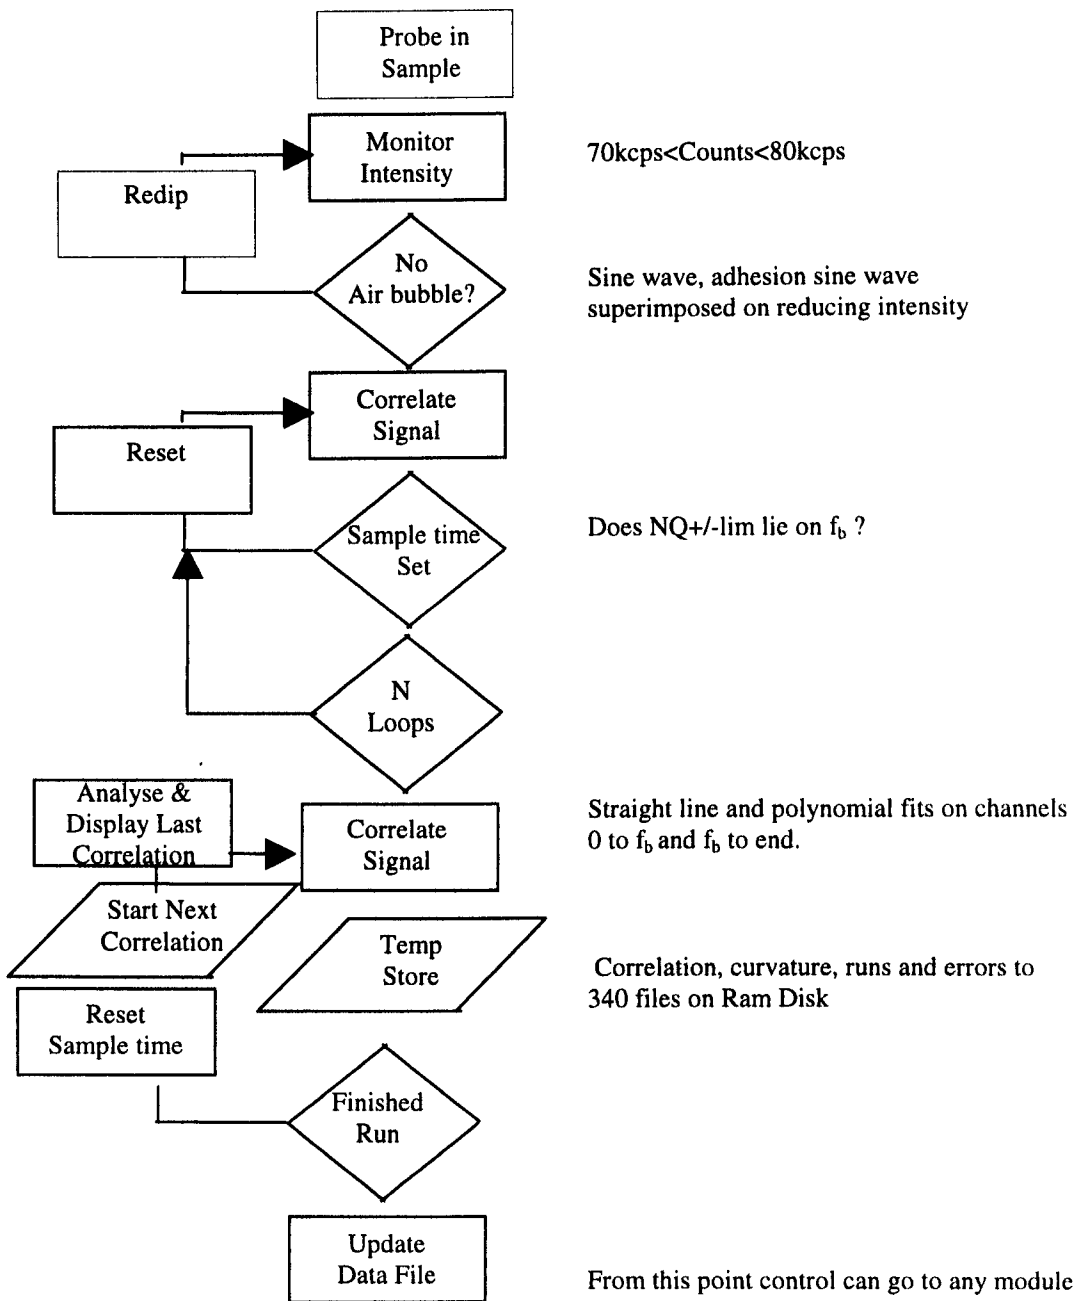 Probe in
Sample
Monitor
Intensity
70kcps<Counts<80kcps
Redip
No
Air bubble?
Sine wave, adhesion sine wave
superimposed on reducing intensity
Correlate
Signal
Reset
Sample time
Set
Does NQ+/-lim lie on fb ?
N
Loops
Analyse &
Display Last
Correlation
Correlate
Signal
Straight line and polynomial fits on channels
0 to fb and fb to end.
Start Next
Correlation
Temp
Store
Correlation, curvature, runs and errors to
340 files on Ram Disk
Reset
Sample time
Finished
Run
Update
Data File
From this point control can go to any module